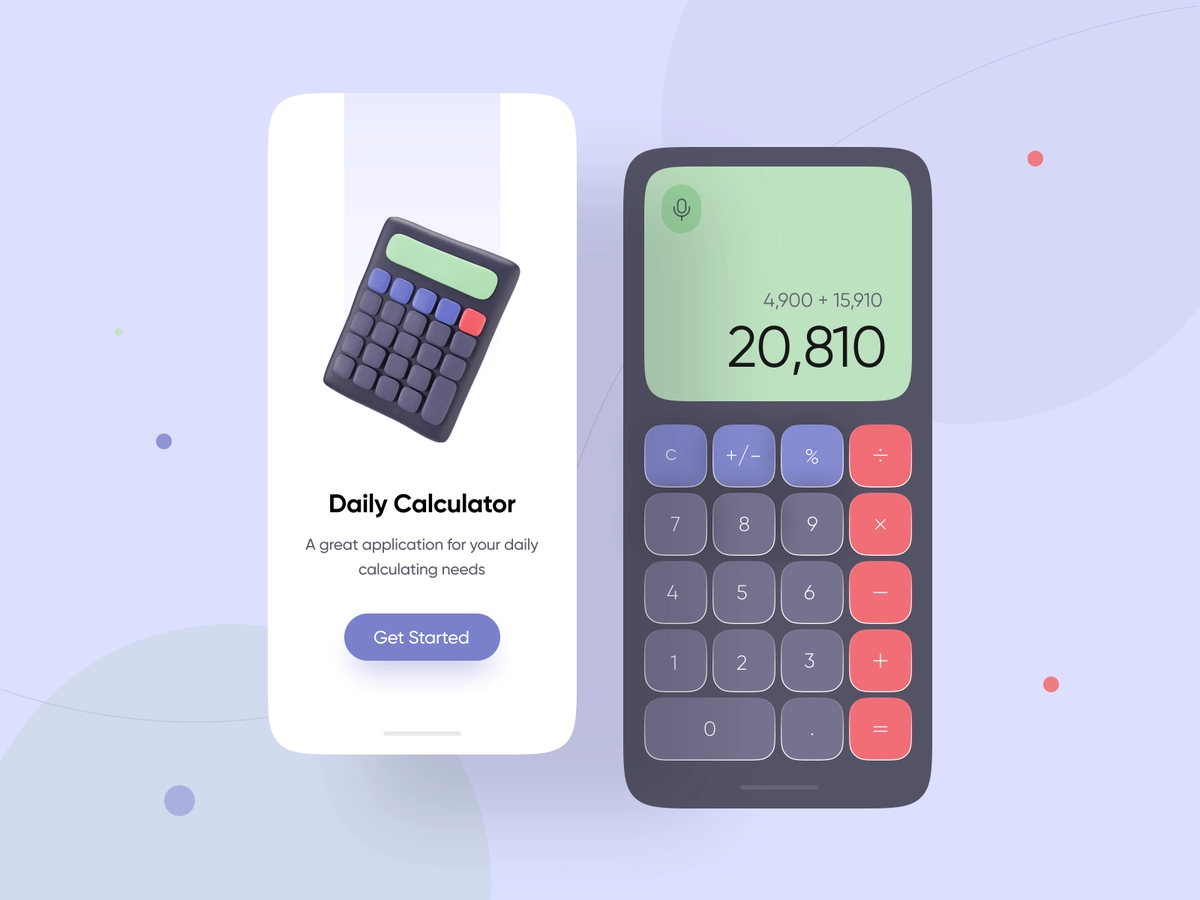 Daily Calculator
A great application for your daily
calculating needs
Get Started
4,900 + 15,910
20,810
C +/− % ÷
7 8 9 ×
4 5 6 −
1 2 3 +
0 . =